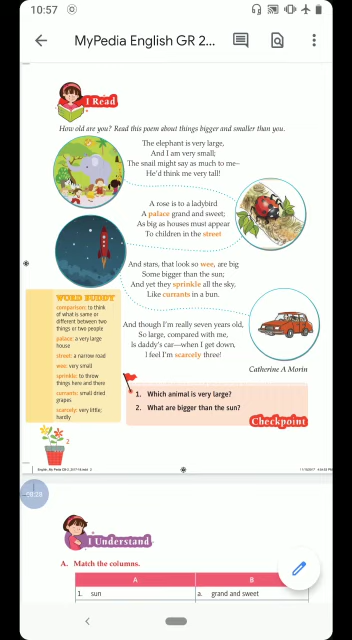 10:57
MyPedia English GR 2...
I Read
How old are you? Read this poem about things bigger and smaller than you.
The elephant is very large,
And I am very small;
The snail might say as much to me–
He'd think me very tall!
A rose is to a ladybird
A palace grand and sweet;
As big as houses must appear
To children in the street
And stars, that look so wee, are big
Some bigger than the sun;
And yet they sprinkle all the sky,
Like currants in a bun.
And though I'm really seven years old,
So large, compared with me,
Is daddy's car—when I get down,
I feel I'm scarcely three!
Catherine A Morin
WORD BUDDY
comparison: to think
of what is same or
different between two
things or two people
palace: a very large
house
street: a narrow road
wee: very small
sprinkle: to throw
things here and there
currants: small dried
grapes
scarcely: very little;
hardly
1. Which animal is very large?
2. What are bigger than the sun?
Checkpoint
2
I Understand
A. Match the columns.
A B
1. sun a. grand and sweet